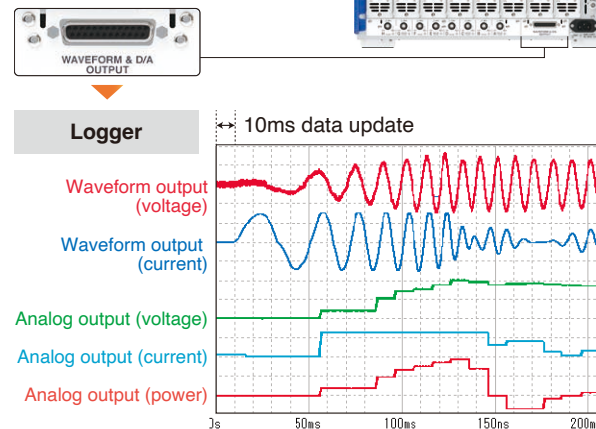 WAVEFORM & D/A
OUTPUT
Logger
10ms data update
Waveform output
(voltage)
Waveform output
(current)
Analog output (voltage)
Analog output (current)
Analog output (power)
50ms
100ms
150ms